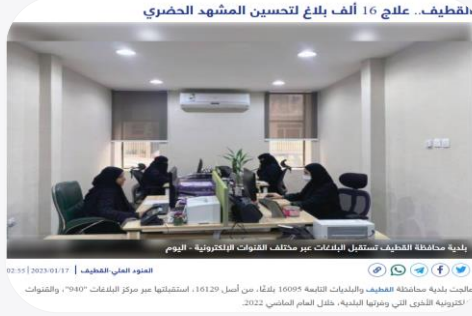 القطيف.. علاج 16 ألف بلاغ لتحسين المشهد الحضري
بلدية محافظة القطيف تستقبل البلاغات عبر مختلف القنوات الإلكترونية - اليوم
العنود العلي-القطيف | 2023/01/17 | 02:35
عالجت بلدية محافظة القطيف والبلديات التابعة 16095 بلاغًا، من أصل 16129، استقبلتها عبر مركز البلاغات "940"، والقنوات
إلكترونية الأخرى التي وفرتها البلدية، خلال العام الماضي 2022.